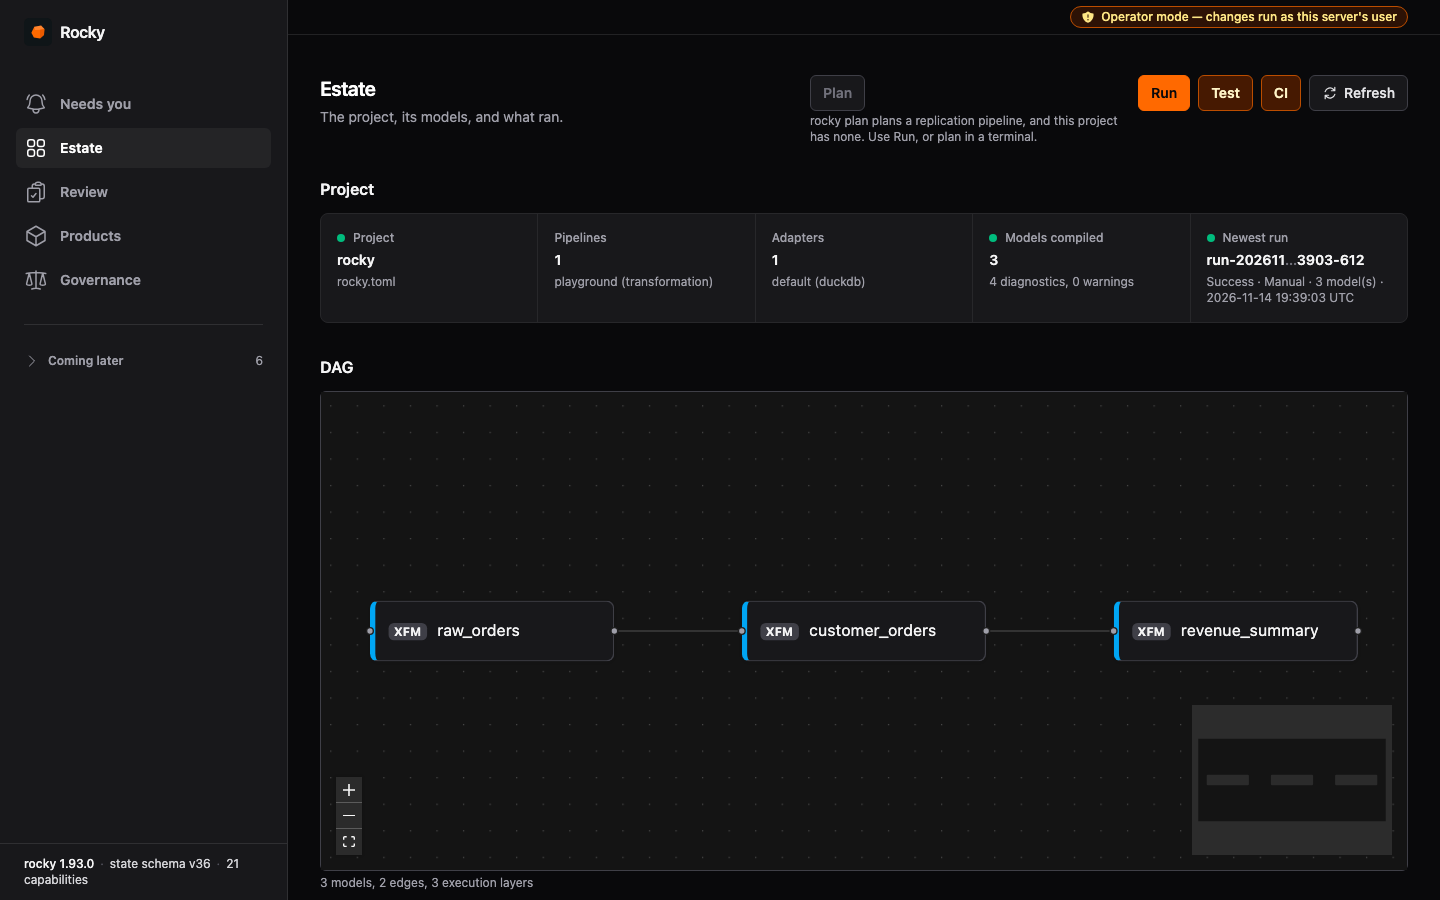 Rocky
Operator mode — changes run as this server's user
Needs you
Estate
Review
Products
Governance
Coming later 6
rocky 1.93.0 · state schema v36 · 21
capabilities
Estate
The project, its models, and what ran.
Plan
rocky plan plans a replication pipeline, and this project
has none. Use Run, or plan in a terminal.
Run Test CI Refresh
Project
Project
rocky
rocky.toml
Pipelines
1
playground (transformation)
Adapters
1
default (duckdb)
Models compiled
3
4 diagnostics, 0 warnings
Newest run
run-202611…3903-612
Success · Manual · 3 model(s) ·
2026-11-14 19:39:03 UTC
DAG
XFM raw_orders
XFM customer_orders
XFM revenue_summary
3 models, 2 edges, 3 execution layers